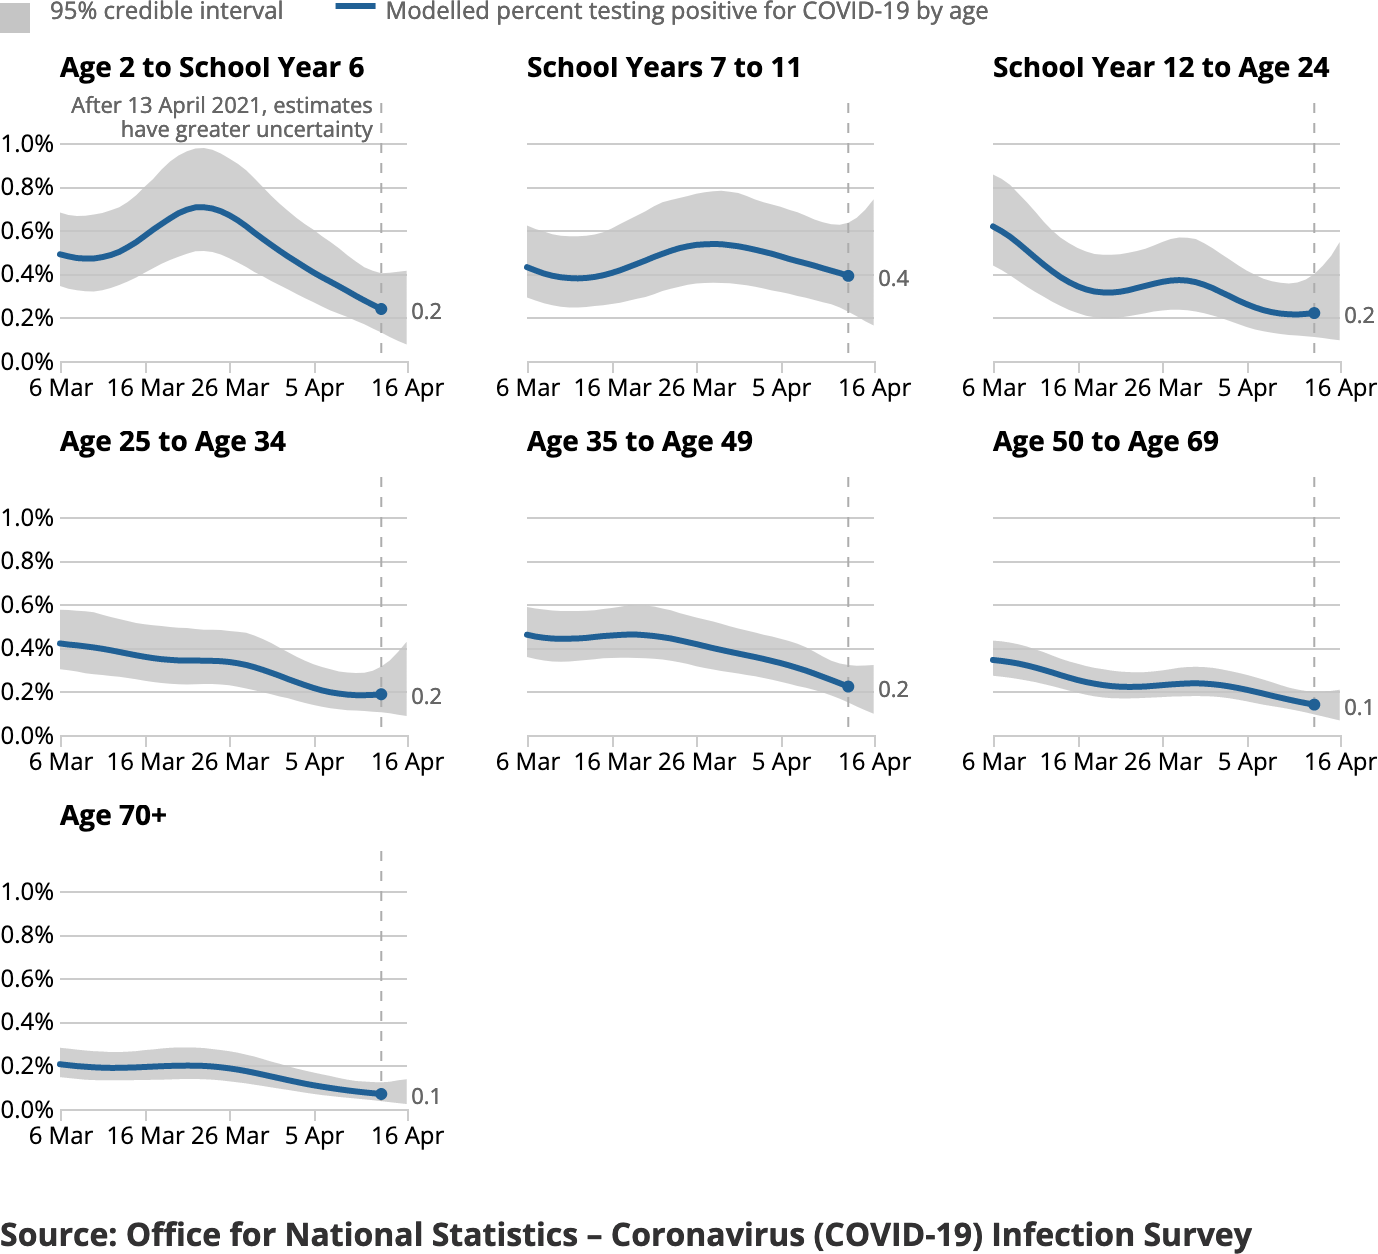 95% credible interval
Modelled percent testing positive for COVID-19 by age
Age 2 to School Year 6
School Years 7 to 11
School Year 12 to Age 24
After 13 April 2021, estimates
have greater uncertainty
1.0%
0.8%
0.6%
0.4%
0.2%
0.0%
0.2
0.4
0.2
6 Mar 16 Mar 26 Mar 5 Apr 16 Apr
6 Mar 16 Mar 26 Mar 5 Apr 16 Apr
6 Mar 16 Mar 26 Mar 5 Apr 16 Apr
Age 25 to Age 34
Age 35 to Age 49
Age 50 to Age 69
1.0%
0.8%
0.6%
0.4%
0.2%
0.0%
0.2
0.2
0.1
6 Mar 16 Mar 26 Mar 5 Apr 16 Apr
6 Mar 16 Mar 26 Mar 5 Apr 16 Apr
6 Mar 16 Mar 26 Mar 5 Apr 16 Apr
Age 70+
1.0%
0.8%
0.6%
0.4%
0.2%
0.0%
0.1
6 Mar 16 Mar 26 Mar 5 Apr 16 Apr
Source: Office for National Statistics – Coronavirus (COVID-19) Infection Survey